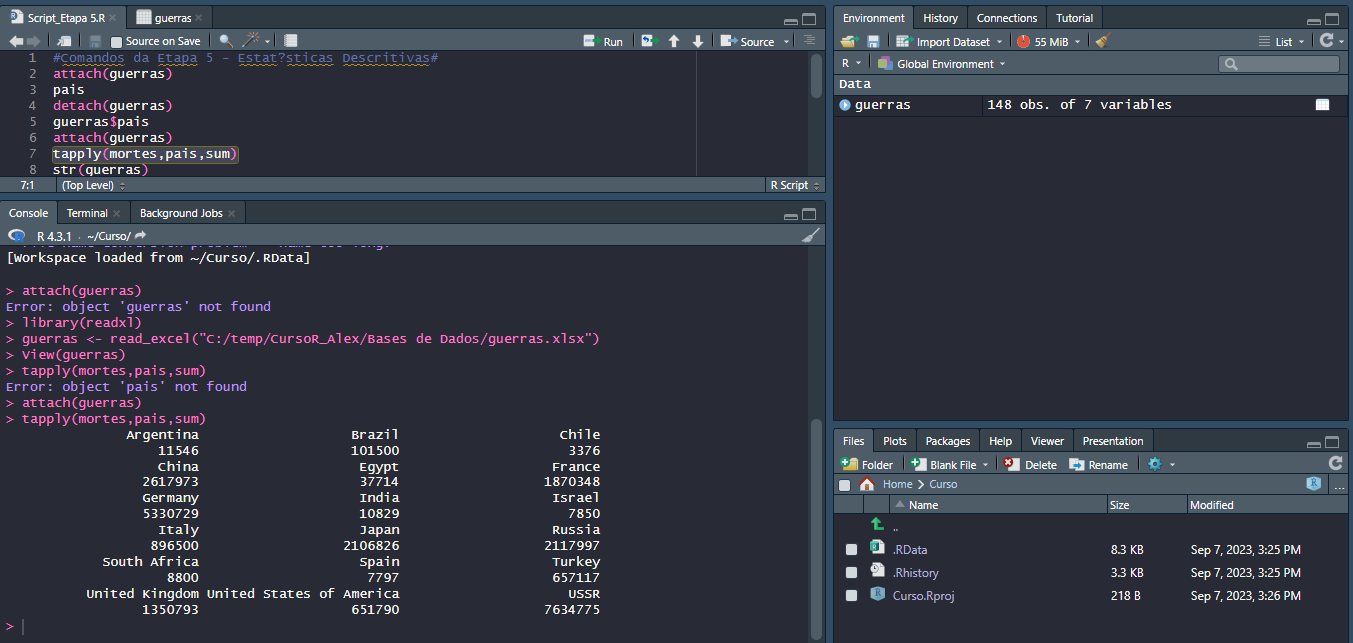 Script_Etapa 5.R × guerras ×
Source on Save Run Source
1 #Comandos da Etapa 5 - Estat?sticas Descritivas#
2 attach(guerras)
3 pais
4 detach(guerras)
5 guerras$pais
6 attach(guerras)
7 tapply(mortes,pais,sum)
8 str(guerras)
7:1 (Top Level) R Script
Console Terminal × Background Jobs ×
R 4.3.1 · ~/Curso/
[Workspace loaded from ~/Curso/.RData]
> attach(guerras)
Error: object 'guerras' not found
> library(readxl)
> guerras <- read_excel("C:/temp/CursoR_Alex/Bases de Dados/guerras.xlsx")
> View(guerras)
> tapply(mortes,pais,sum)
Error: object 'pais' not found
> attach(guerras)
> tapply(mortes,pais,sum)
Argentina Brazil Chile
11546 101500 3376
China Egypt France
2617973 37714 1870348
Germany India Israel
5330729 10829 7850
Italy Japan Russia
896500 2106826 2117997
South Africa Spain Turkey
8800 7797 657117
United Kingdom United States of America USSR
1350793 651790 7634775
>
Environment History Connections Tutorial
Import Dataset 55 MiB List
R Global Environment
Data
guerras 148 obs. of 7 variables
Files Plots Packages Help Viewer Presentation
Folder Blank File Delete Rename
Home Curso ...
Name Size Modified
..
.RData 8.3 KB Sep 7, 2023, 3:25 PM
.Rhistory 3.3 KB Sep 7, 2023, 3:25 PM
Curso.Rproj 218 B Sep 7, 2023, 3:26 PM